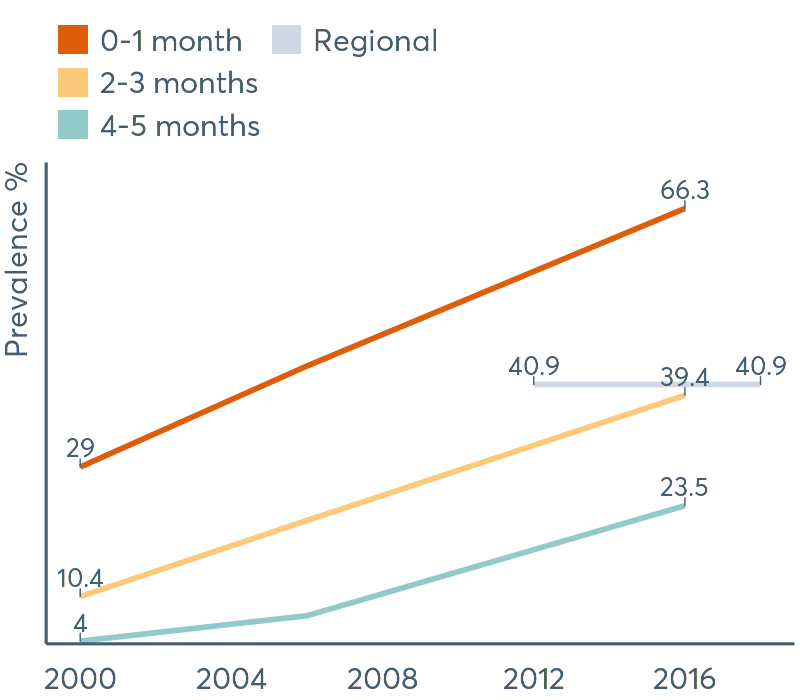 0-1 month
Regional
2-3 months
4-5 months
Prevalence %
66.3
40.9
39.4
40.9
29
23.5
10.4
4
2000
2004
2008
2012
2016